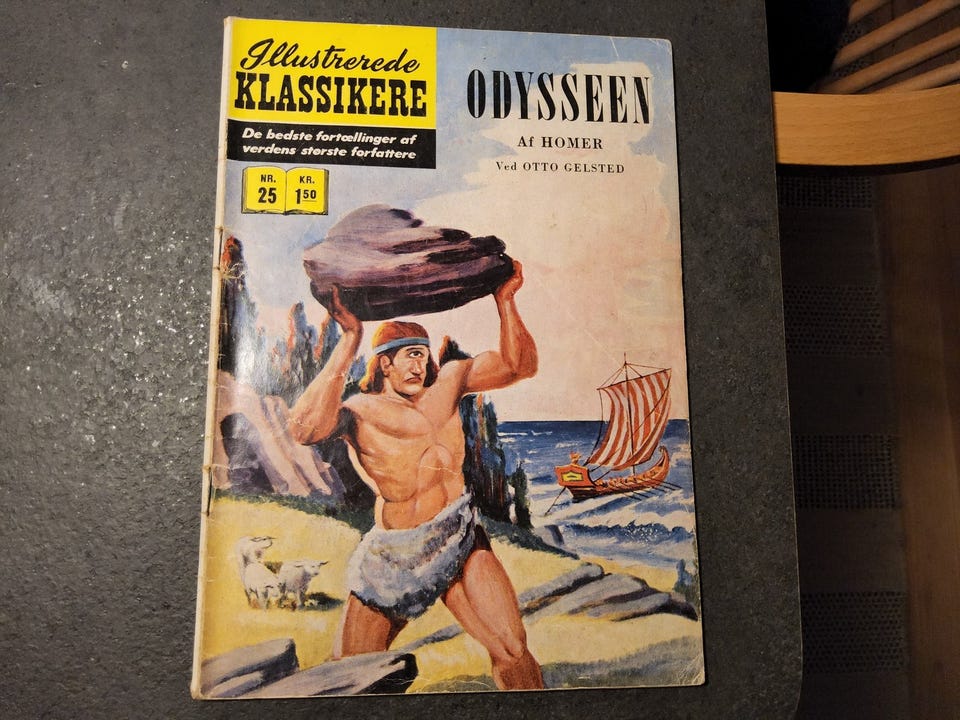 Illustrerede
KLASSIKERE
De bedste fortællinger af
verdens største forfattere
NR.
25
KR.
1 50
ODYSSEEN
Af HOMER
Ved OTTO GELSTED